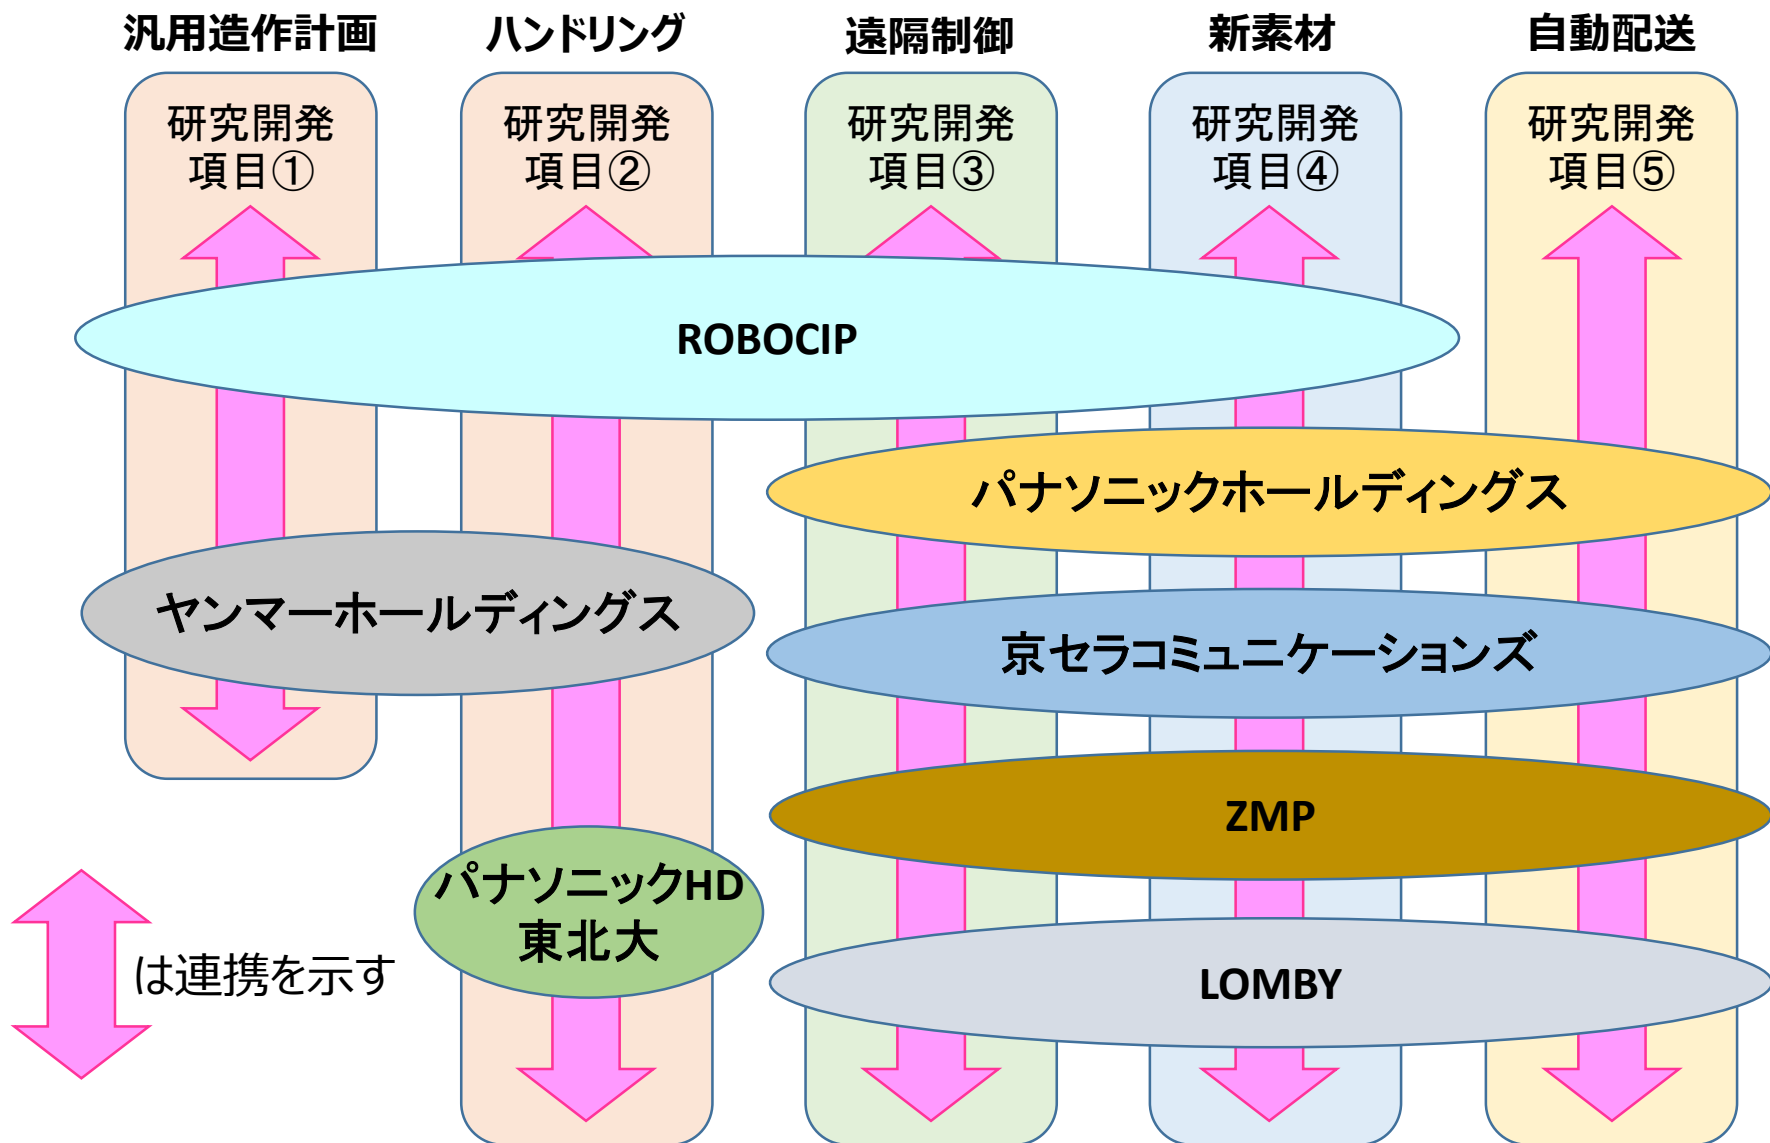 汎用造作計画
ハンドリング
遠隔制御
新素材
自動配送
研究開発
項目①
研究開発
項目②
研究開発
項目③
研究開発
項目④
研究開発
項目⑤
ROBOCIP
パナソニックホールディングス
ヤンマーホールディングス
京セラコミュニケーションズ
ZMP
パナソニックHD
東北大
LOMBY
は連携を示す